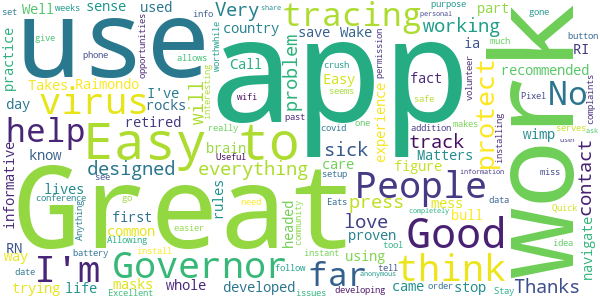 set Well weeks sense used
info
use
app
Very
tracing
Work
share
personal
purpose
give
phone
opportunities
allows
worthwhile
interesting
country
save Wake
working
part
much
gone
button
practice
Takes Raimondo
Call
problem
ia
navigate
RI
virus
will
I've
rocks
day
retired
crush
seems
wifi
Easy
fact
permission
experience
volunteer
protect
recommended
Pixel
No
complaints
help
Easy to
really
past
covid
one
safe
track
addition
makes
installing
wimp
serves
user
ask
informative
know
brain
Useful
sick
Matters
contact
designed
everything
setup
care
figure
People
data
miss
Great
lives
conference
see
Anything
go
rules
Eats
mess
bull
press
information
RN
first
easier
need
headed
community
love
proven
Good
Quick
idea
Way
common
battery
Allowing
install
instant
tool
completely
using
I'm
Governor
far
think
Thanks
date
masks
follow
anonymous
tell
came
order
stop
trying
life
Excellent
whole
developed
issues
developing
Stay